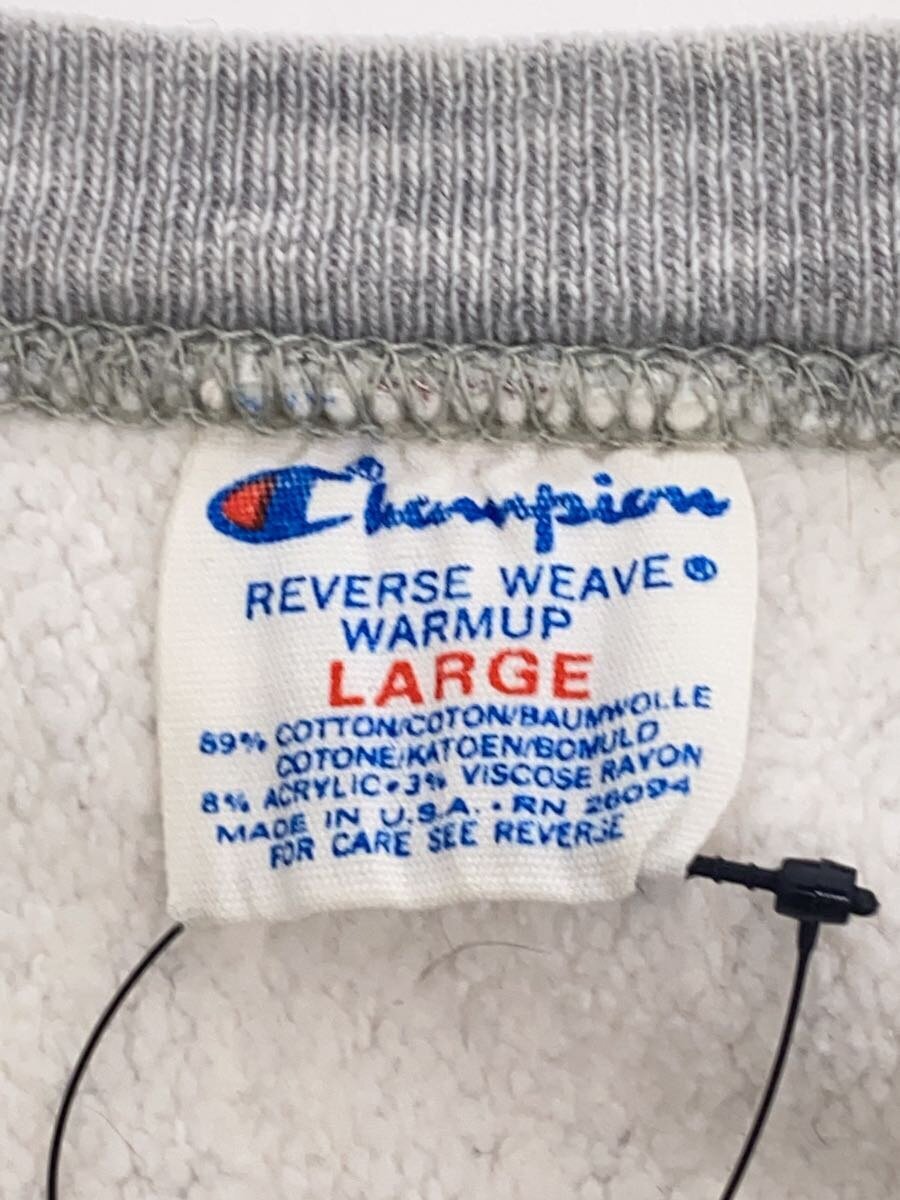 Champion
REVERSE WEAVE ®
WARMUP
LARGE
89% COTTON/COTON/BAUMWOLLE
COTONE/KATOEN/BOMULD
8% ACRYLIC • 3% VISCOSE RAYON
MADE IN U.S.A. • RN 26094
FOR CARE SEE REVERSE